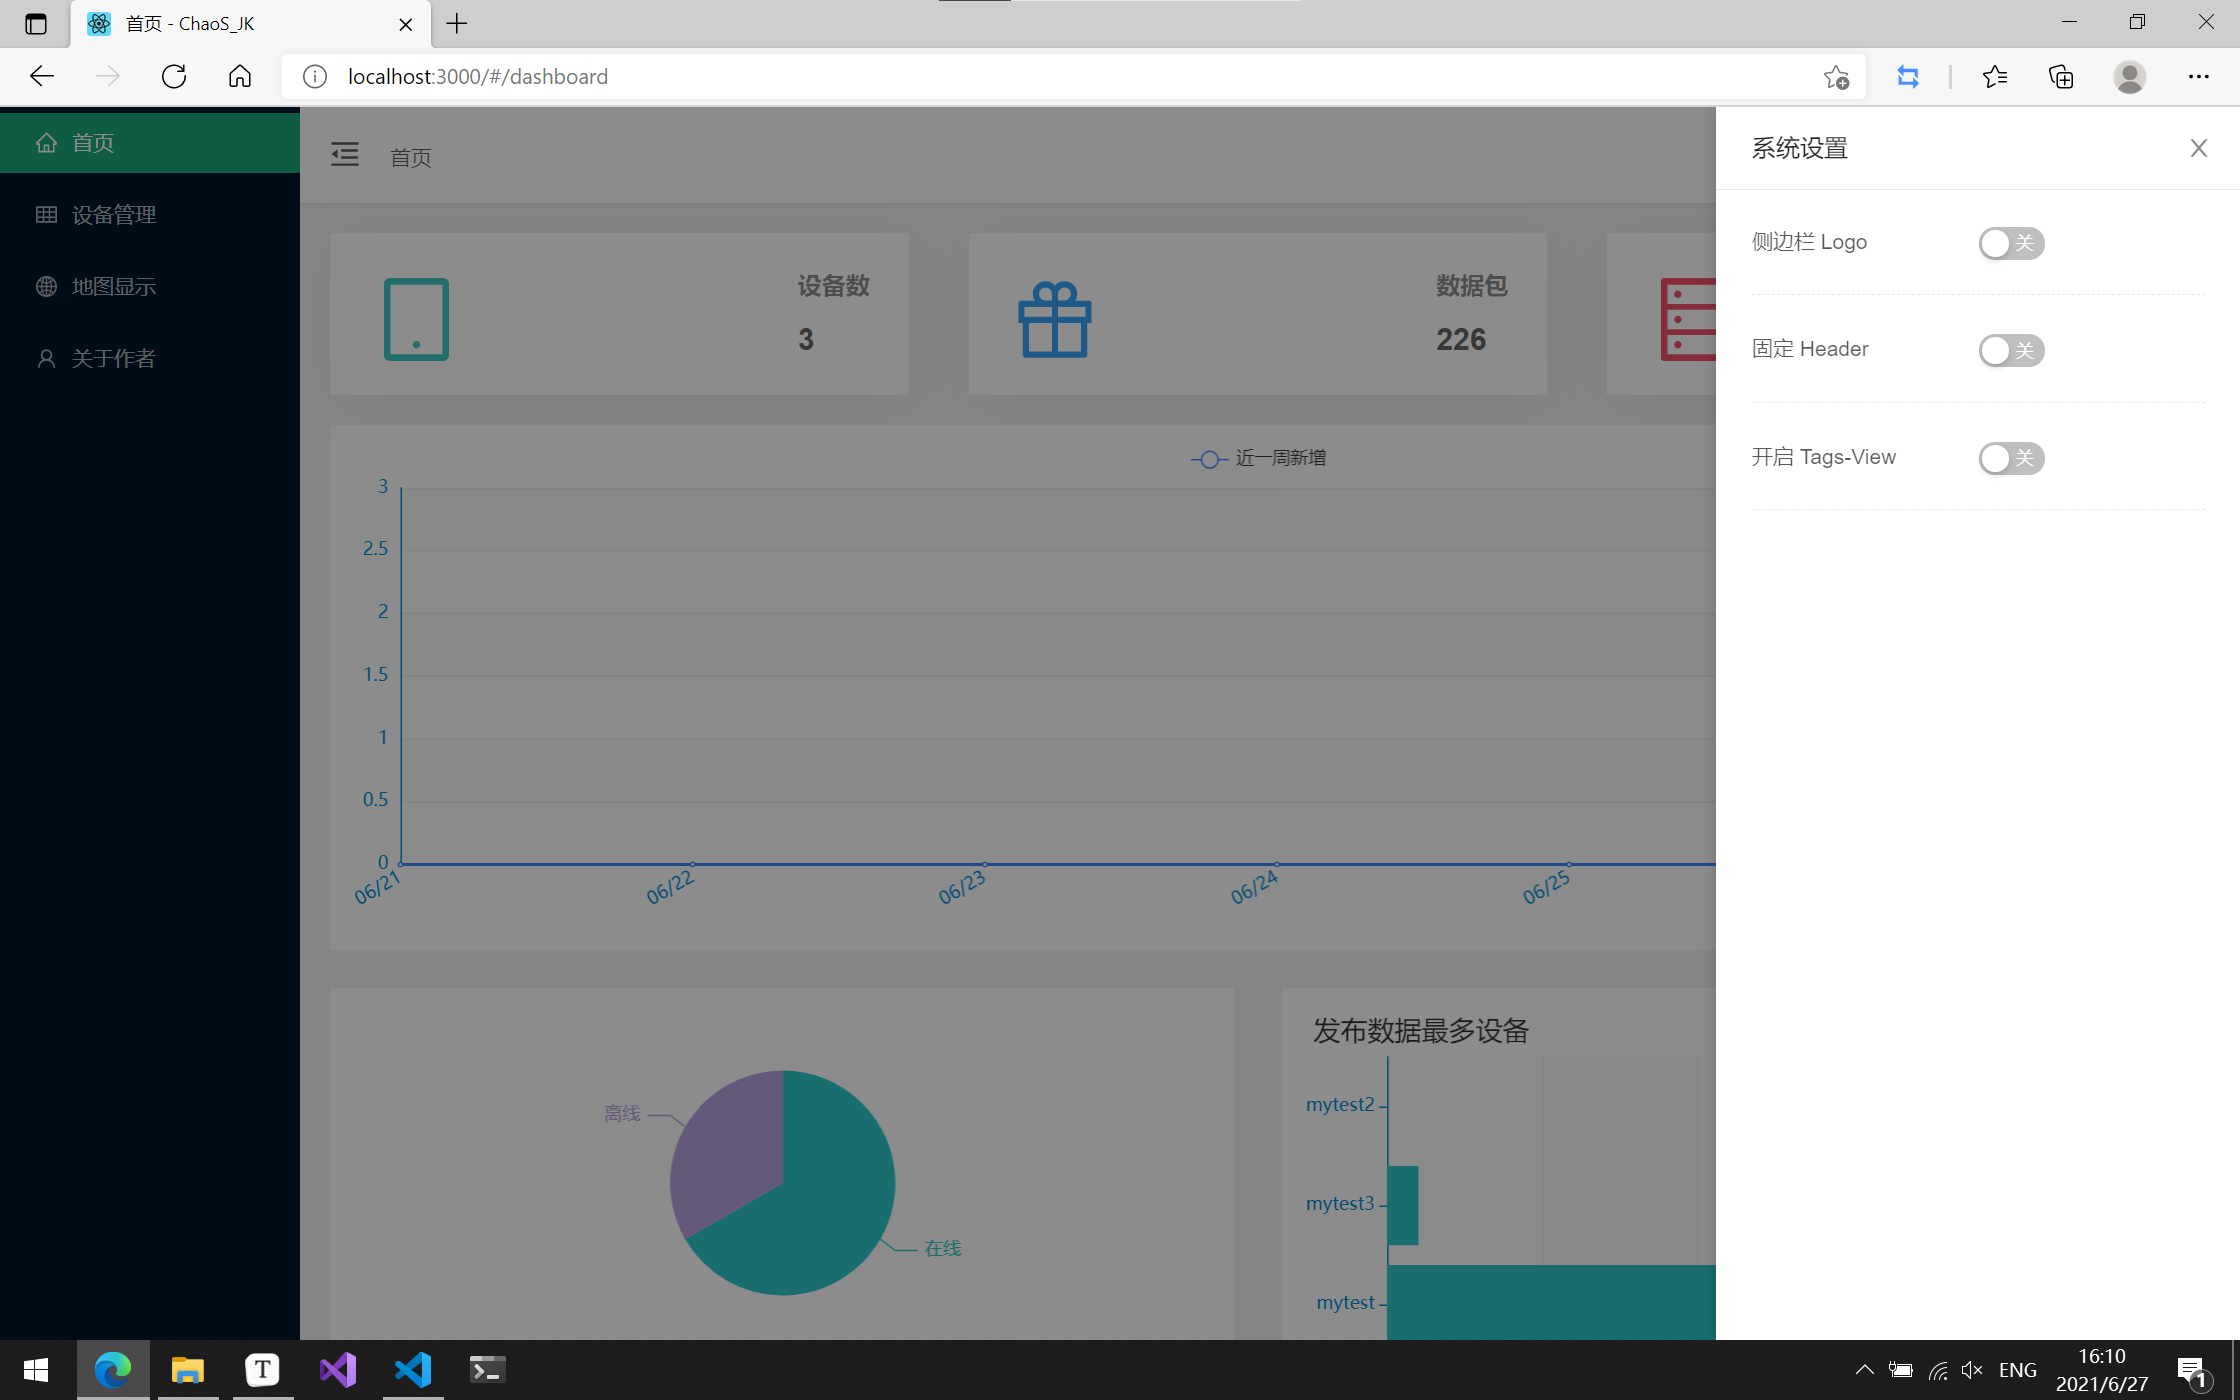 首页 - ChaoS_JK
localhost:3000/#/dashboard
首页
设备管理
地图显示
关于作者
首页
设备数
3
数据包
226
近一周新增
3
2.5
2
1.5
1
0.5
0
06/21
06/22
06/23
06/24
06/25
离线
在线
发布数据最多设备
mytest2
mytest3
mytest
系统设置
侧边栏 Logo
关
固定 Header
关
开启 Tags-View
关
T
ENG
16:10
2021/6/27
1